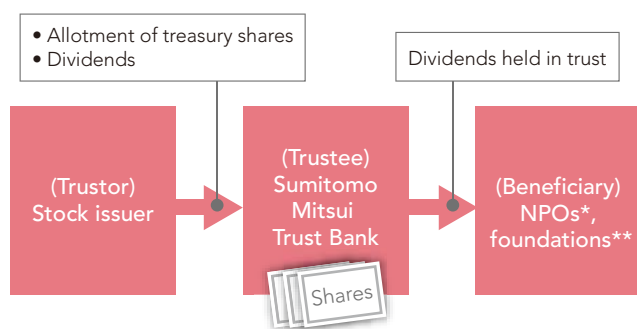 • Allotment of treasury shares
• Dividends
Dividends held in trust
(Trustor)
Stock issuer
(Trustee)
Sumitomo
Mitsui
Trust Bank
(Beneficiary)
NPOs*,
foundations**
Shares